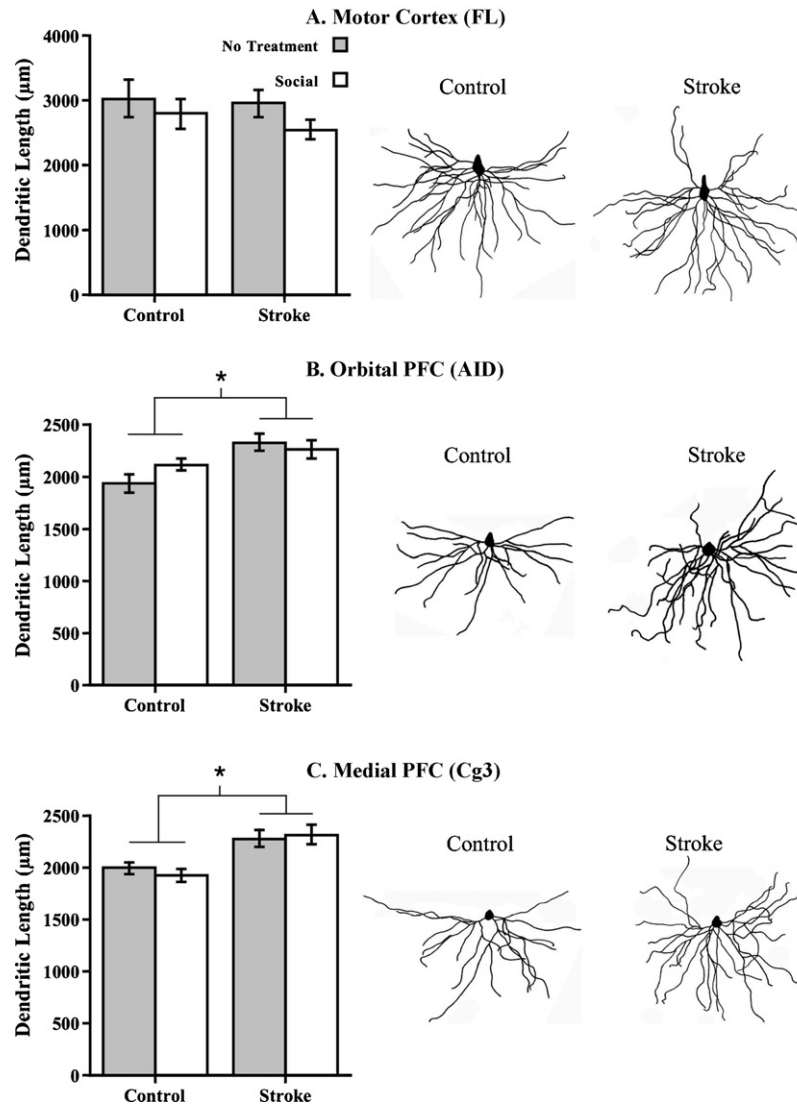 A. Motor Cortex (FL)
No Treatment
Social
Dendritic Length (µm)
4000
3000
2000
1000
0
Control
Stroke
Control
Stroke
B. Orbital PFC (AID)
*
Dendritic Length (µm)
2500
2000
1500
1000
500
0
Control
Stroke
Control
Stroke
C. Medial PFC (Cg3)
*
Dendritic Length (µm)
2500
2000
1500
1000
500
0
Control
Stroke
Control
Stroke